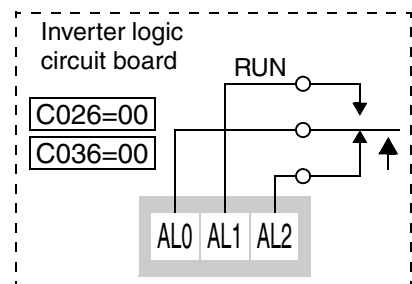 Inverter logic
circuit board
RUN
C026=00
C036=00
AL0 AL1 AL2